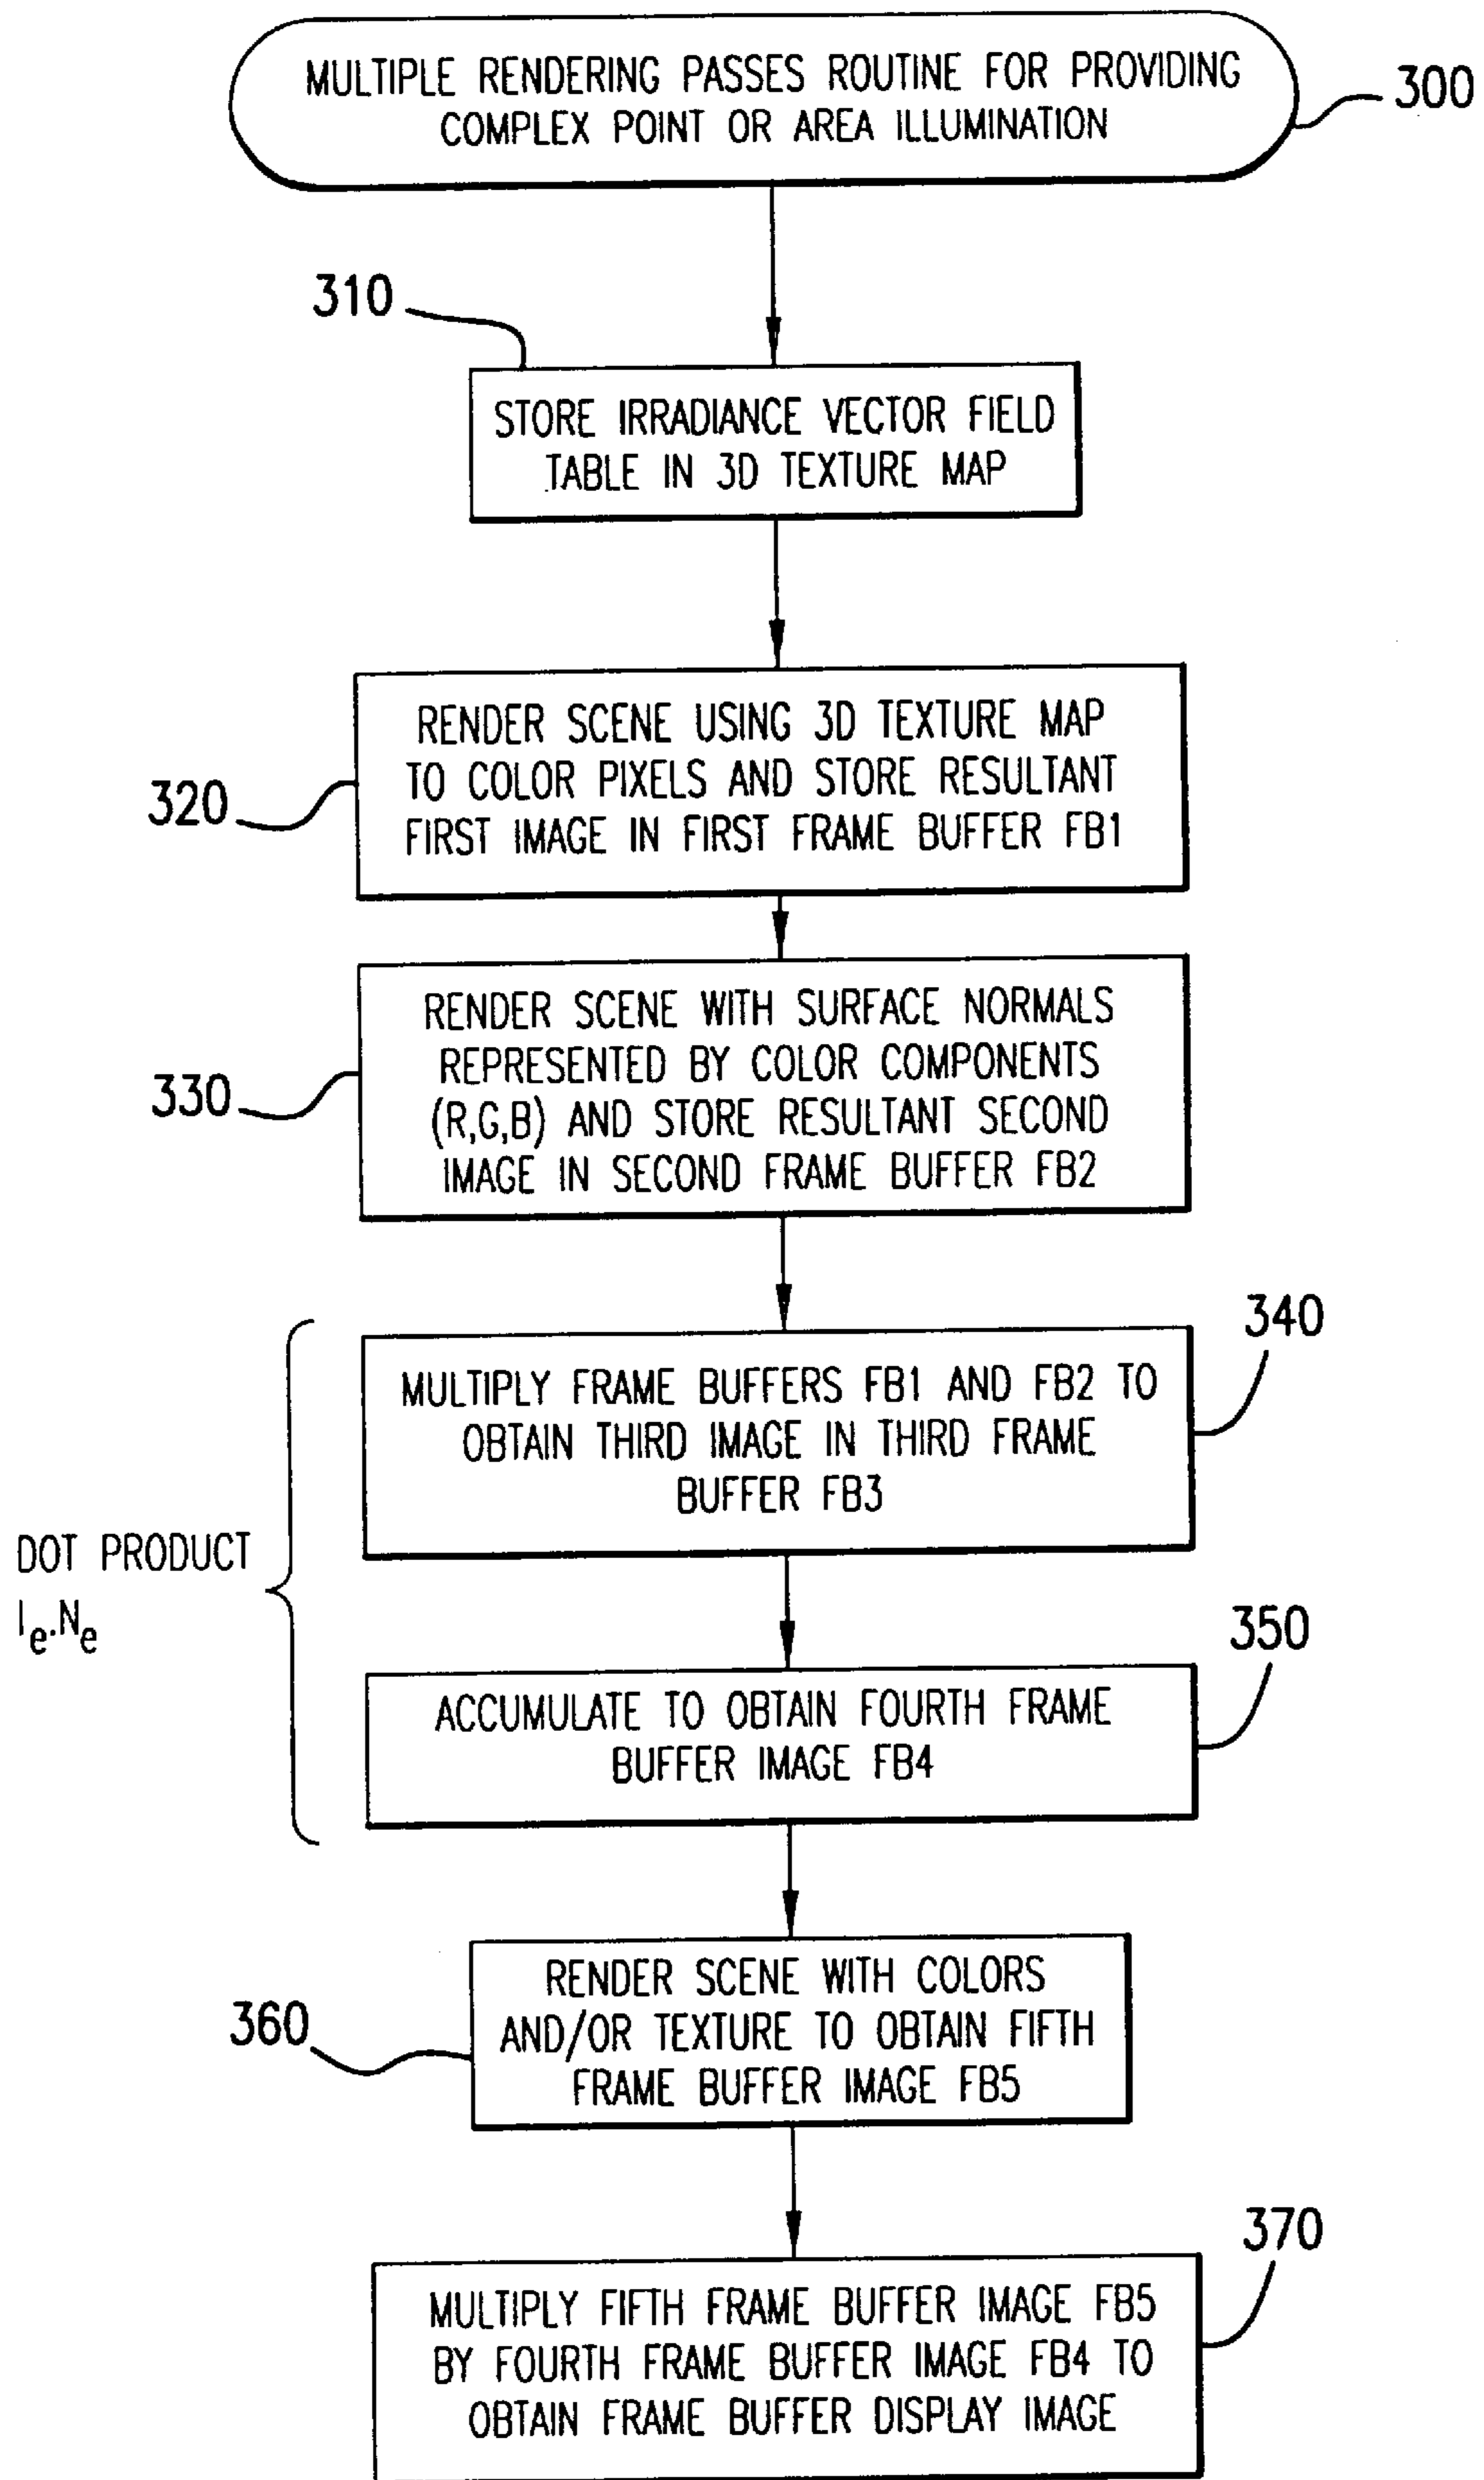 MULTIPLE RENDERING PASSES ROUTINE FOR PROVIDING
COMPLEX POINT OR AREA ILLUMINATION
300
310
STORE IRRADIANCE VECTOR FIELD
TABLE IN 3D TEXTURE MAP
RENDER SCENE USING 3D TEXTURE MAP
TO COLOR PIXELS AND STORE RESULTANT
FIRST IMAGE IN FIRST FRAME BUFFER FB1
320
RENDER SCENE WITH SURFACE NORMALS
REPRESENTED BY COLOR COMPONENTS
(R,G,B) AND STORE RESULTANT SECOND
IMAGE IN SECOND FRAME BUFFER FB2
330
340
MULTIPLY FRAME BUFFERS FB1 AND FB2 TO
OBTAIN THIRD IMAGE IN THIRD FRAME
BUFFER FB3
DOT PRODUCT
Ie.Ne
350
ACCUMULATE TO OBTAIN FOURTH FRAME
BUFFER IMAGE FB4
RENDER SCENE WITH COLORS
AND/OR TEXTURE TO OBTAIN FIFTH
FRAME BUFFER IMAGE FB5
360
370
MULTIPLY FIFTH FRAME BUFFER IMAGE FB5
BY FOURTH FRAME BUFFER IMAGE FB4 TO
OBTAIN FRAME BUFFER DISPLAY IMAGE